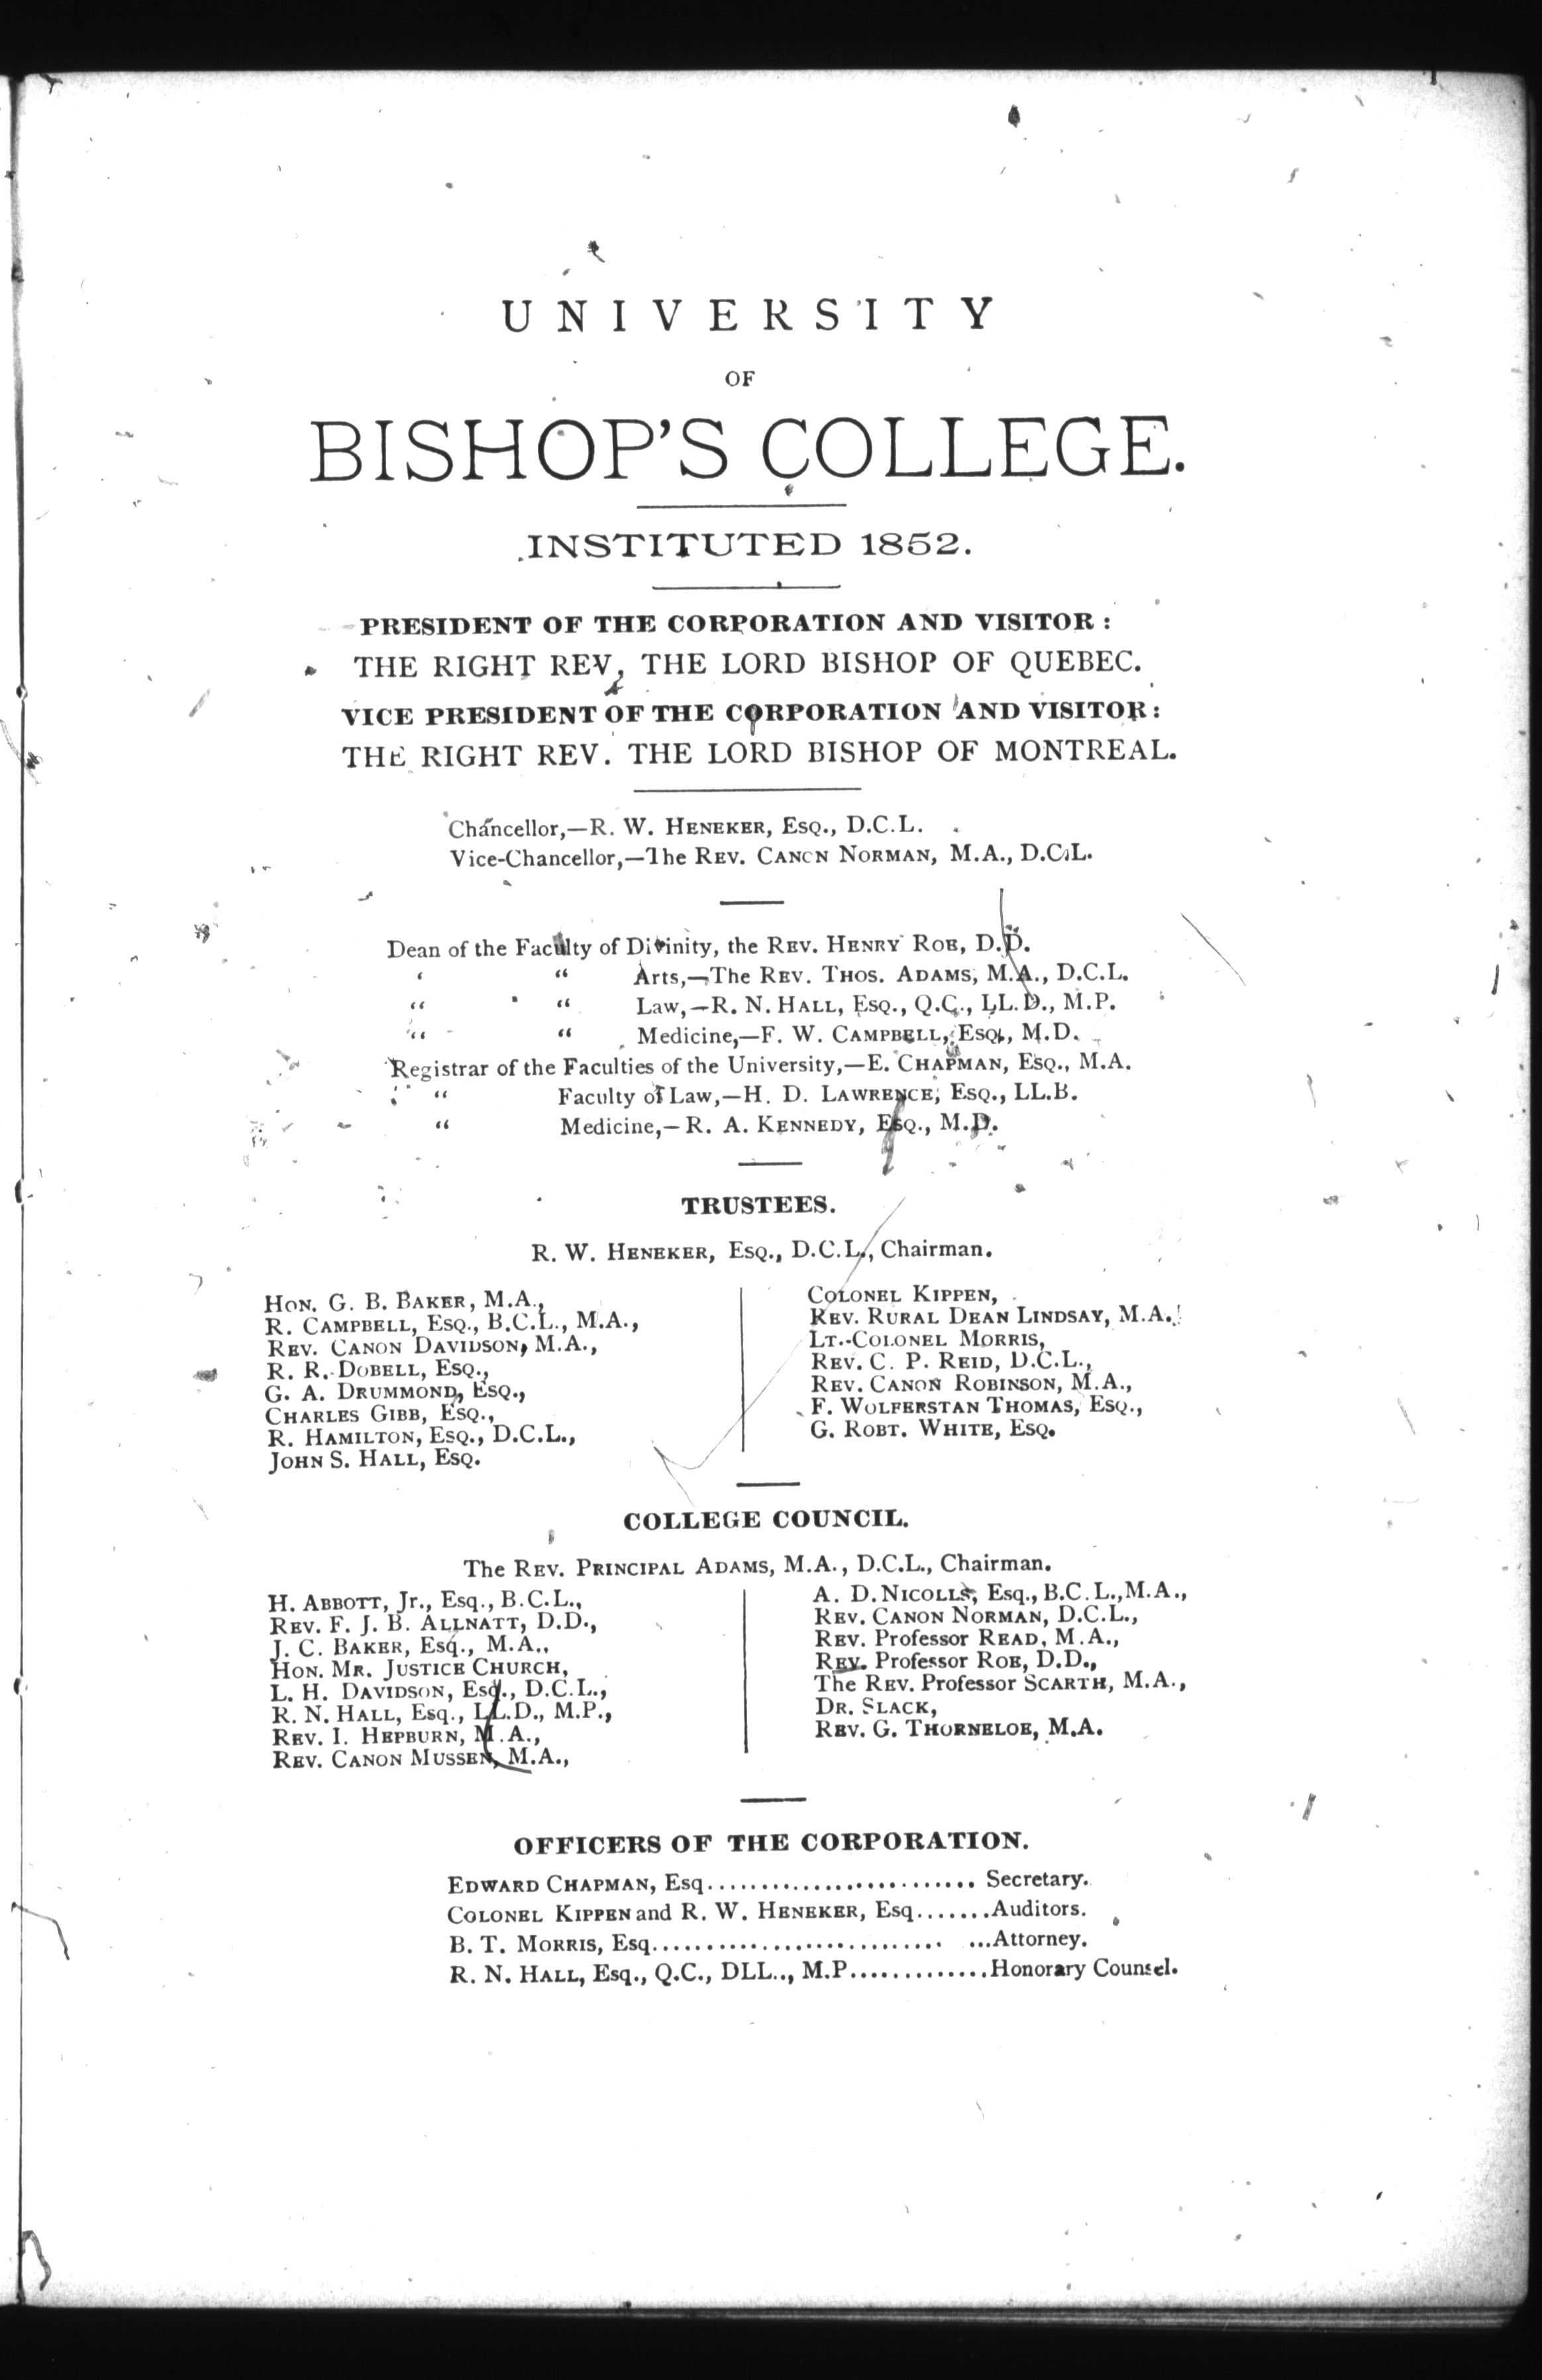 UNIVERSITY
OF
BISHOP'S COLLEGE.
INSTITUTED 1852.
PRESIDENT OF THE CORPORATION AND VISITOR:
THE RIGHT REV. THE LORD BISHOP OF QUEBEC.
VICE PRESIDENT OF THE CORPORATION AND VISITOR:
THE RIGHT REV. THE LORD BISHOP OF MONTREAL.
Chancellor,—R. W. HENEKER, ESQ., D.C.L.
Vice-Chancellor,—The REV. CANON NORMAN, M.A., D.C.L.
Dean of the Faculty of Divinity, the REV. HENRY ROE, D.D.
“ “ Arts,—The REV. THOS. ADAMS, M.A., D.C.L.
“ “ Law,—R. N. HALL, ESQ., Q.C., LL.D., M.P.
“ “ Medicine,—F. W. CAMPBELL, ESQ., M.D.
Registrar of the Faculties of the University,—E. CHAPMAN, ESQ., M.A.
“ Faculty of Law,—H. D. LAWRENCE, ESQ., LL.B.
“ Medicine,—R. A. KENNEDY, ESQ., M.D.
TRUSTEES.
R. W. HENEKER, ESQ., D.C.L., Chairman.
HON. G. B. BAKER, M.A.,
R. CAMPBELL, ESQ., B.C.L., M.A.,
REV. CANON DAVIDSON, M.A.,
R. R. DOBELL, ESQ.,
G. A. DRUMMOND, ESQ.,
CHARLES GIBB, ESQ.,
R. HAMILTON, ESQ., D.C.L.,
JOHN S. HALL, ESQ.
COLONEL KIPPEN,
REV. RURAL DEAN LINDSAY, M.A.,
LT.-COLONEL MORRIS,
REV. C. P. REID, D.C.L.,
REV. CANON ROBINSON, M.A.,
F. WOLFERSTAN THOMAS, ESQ.,
G. ROBT. WHITE, ESQ.
COLLEGE COUNCIL.
The REV. PRINCIPAL ADAMS, M.A., D.C.L., Chairman.
H. ABBOTT, Jr., Esq., B.C.L.,
REV. F. J. B. ALLNATT, D.D.,
J. C. BAKER, Esq., M.A.,
HON. MR. JUSTICE CHURCH,
L. H. DAVIDSON, Esq., D.C.L.,
R. N. HALL, Esq., LL.D., M.P.,
REV. I. HEPBURN, M.A.,
REV. CANON MUSSEN, M.A.,
A. D. NICOLLS, Esq., B.C.L., M.A.,
REV. CANON NORMAN, D.C.L.,
REV. Professor READ, M.A.,
REV. Professor ROE, D.D.,
The REV. Professor SCARTH, M.A.,
DR. SLACK,
REV. G. THORNELOE, M.A.
OFFICERS OF THE CORPORATION.
EDWARD CHAPMAN, Esq......................... Secretary.
COLONEL KIPPEN and R. W. HENEKER, Esq.......Auditors.
B. T. MORRIS, Esq........................... ...Attorney.
R. N. HALL, Esq., Q.C., DLL.., M.P.............Honorary Counsel.